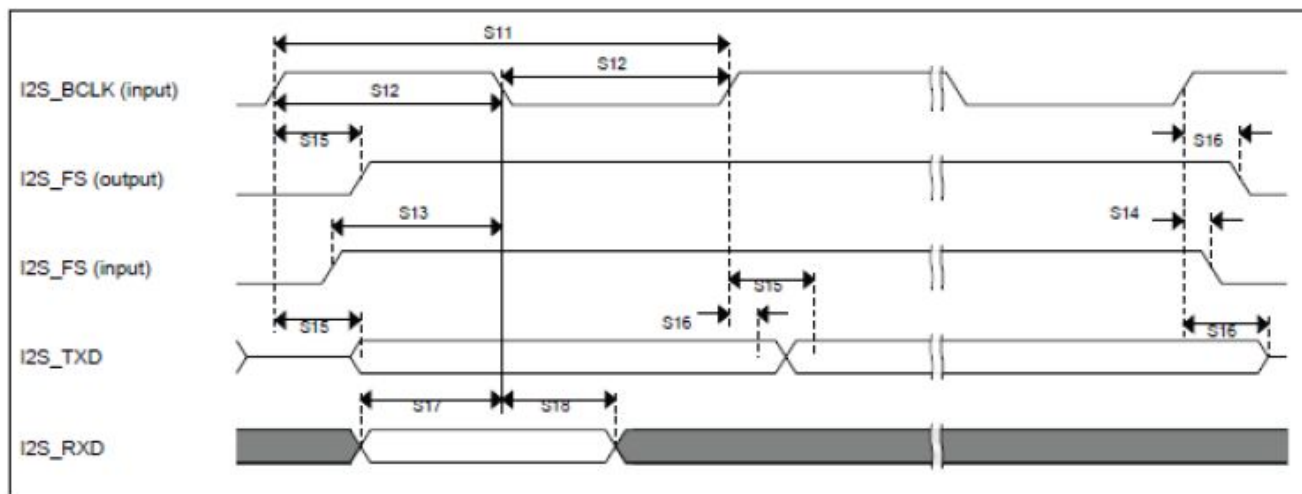 S11
I2S_BCLK (input)
S12
S12
S15
S16
I2S_FS (output)
S13
S14
I2S_FS (input)
S15
S15
S16
S16
I2S_TXD
S17
S18
I2S_RXD